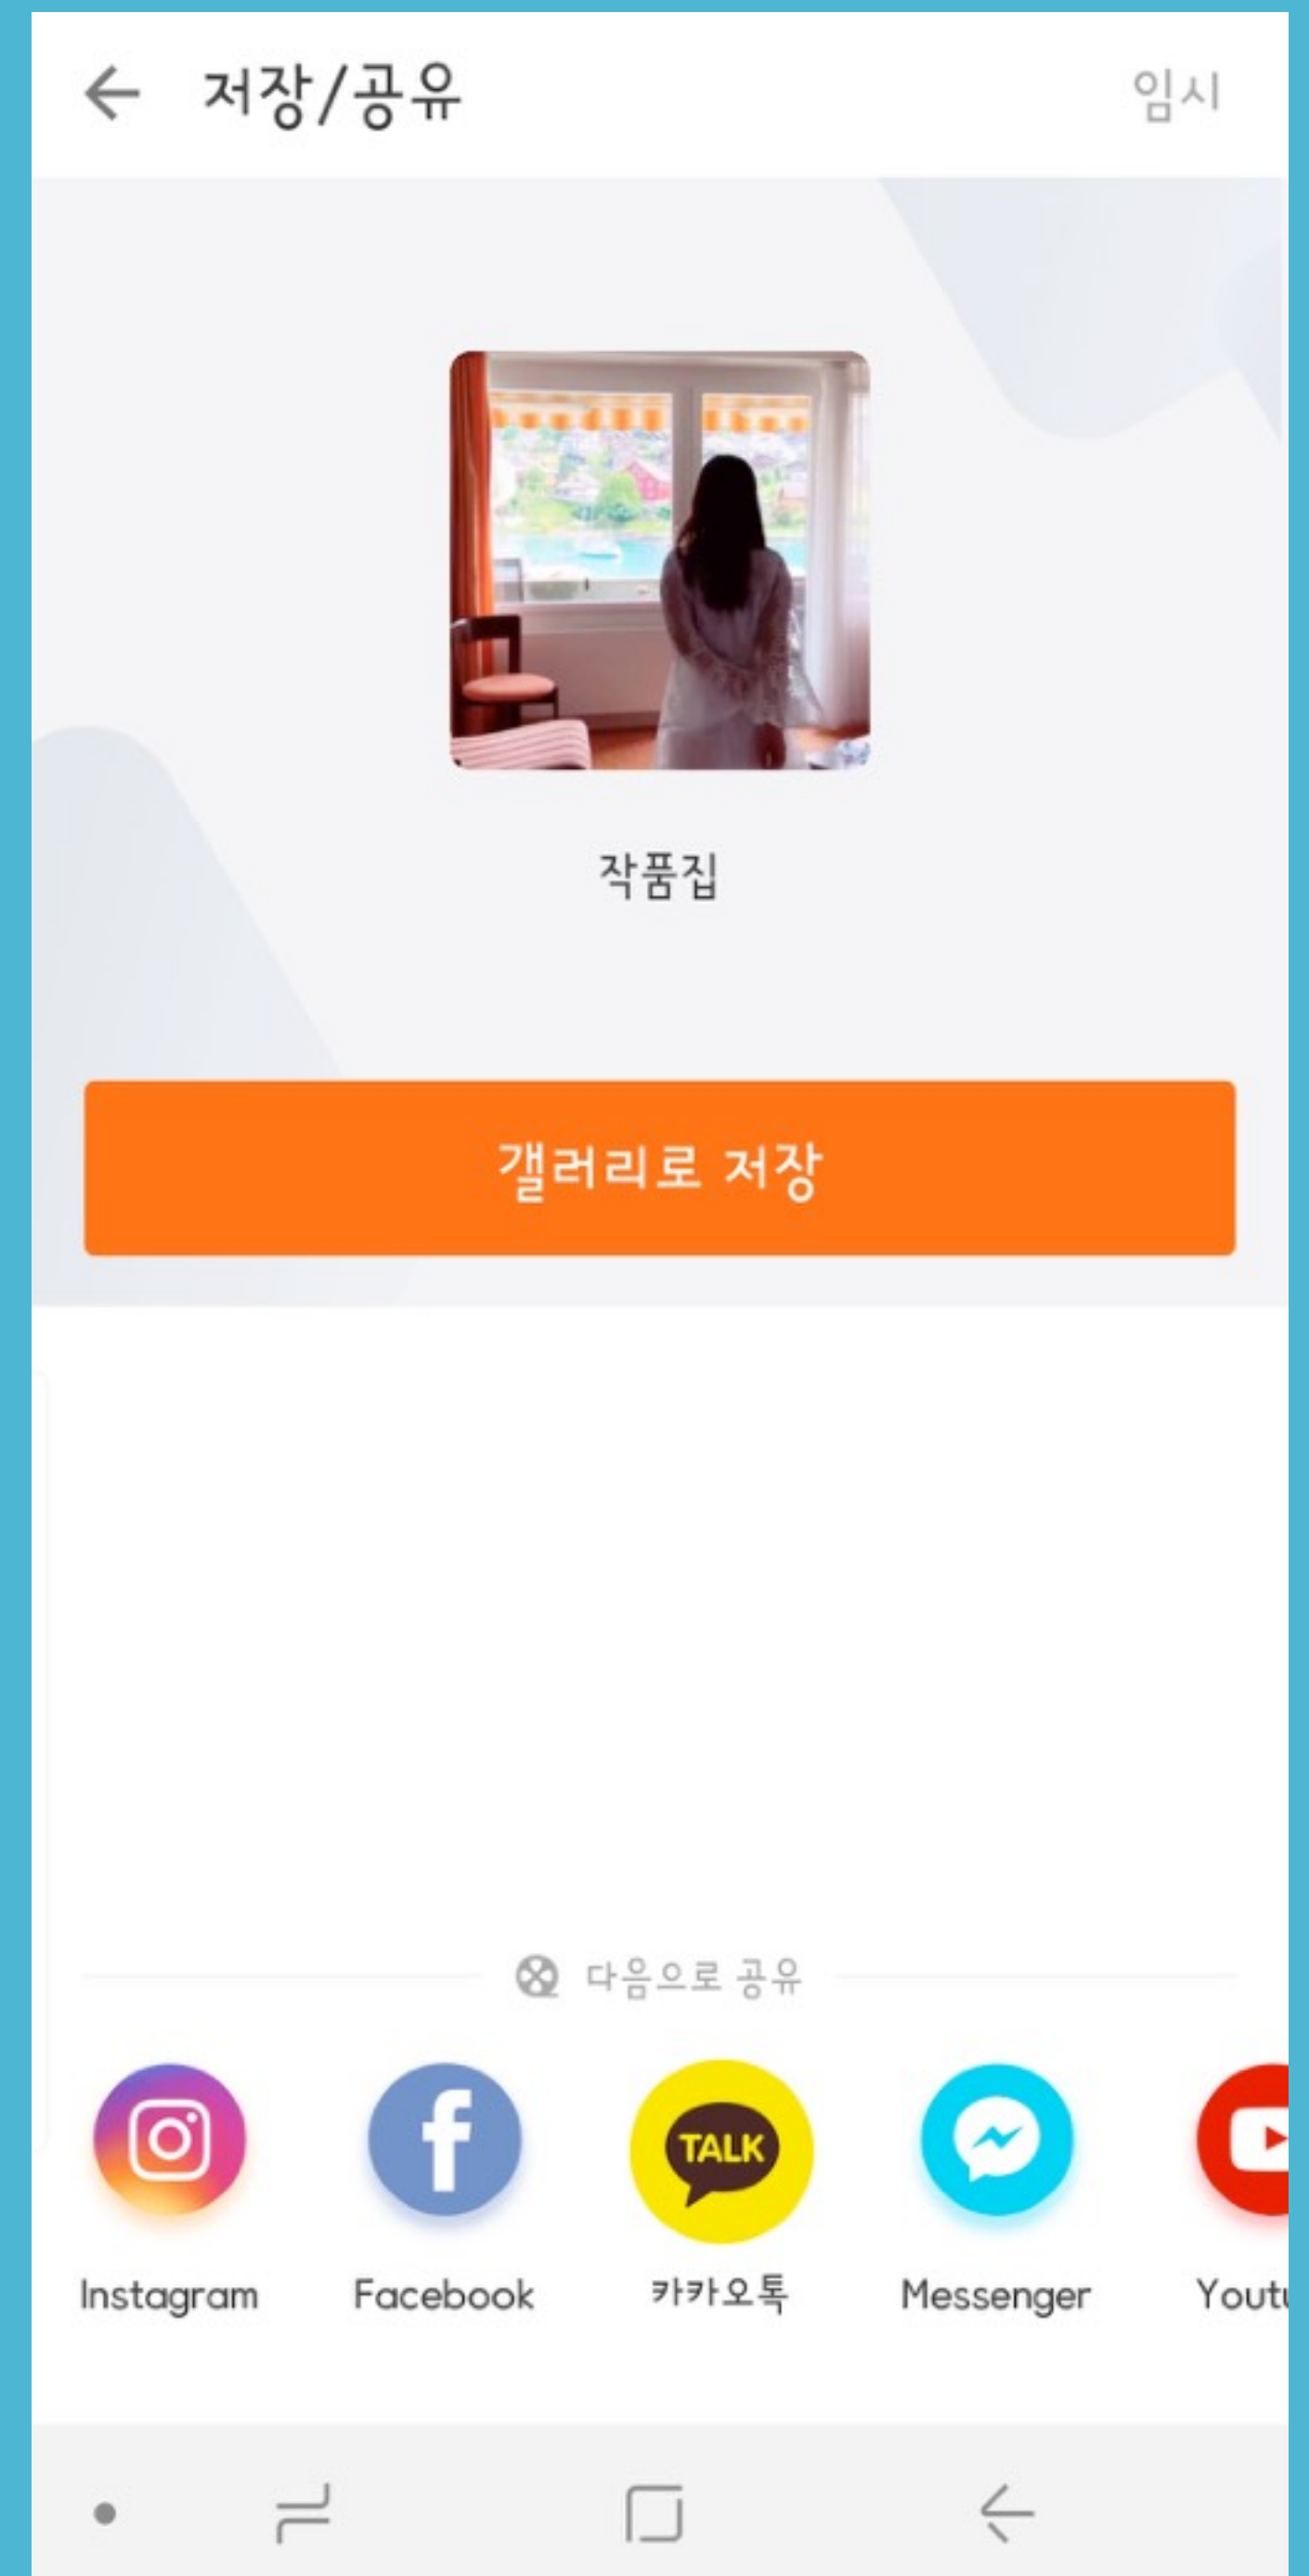 저장/공유
임시
작품집
갤러리로 저장
다음으로 공유
TALK
Instagram
Facebook
카카오톡
Messenger